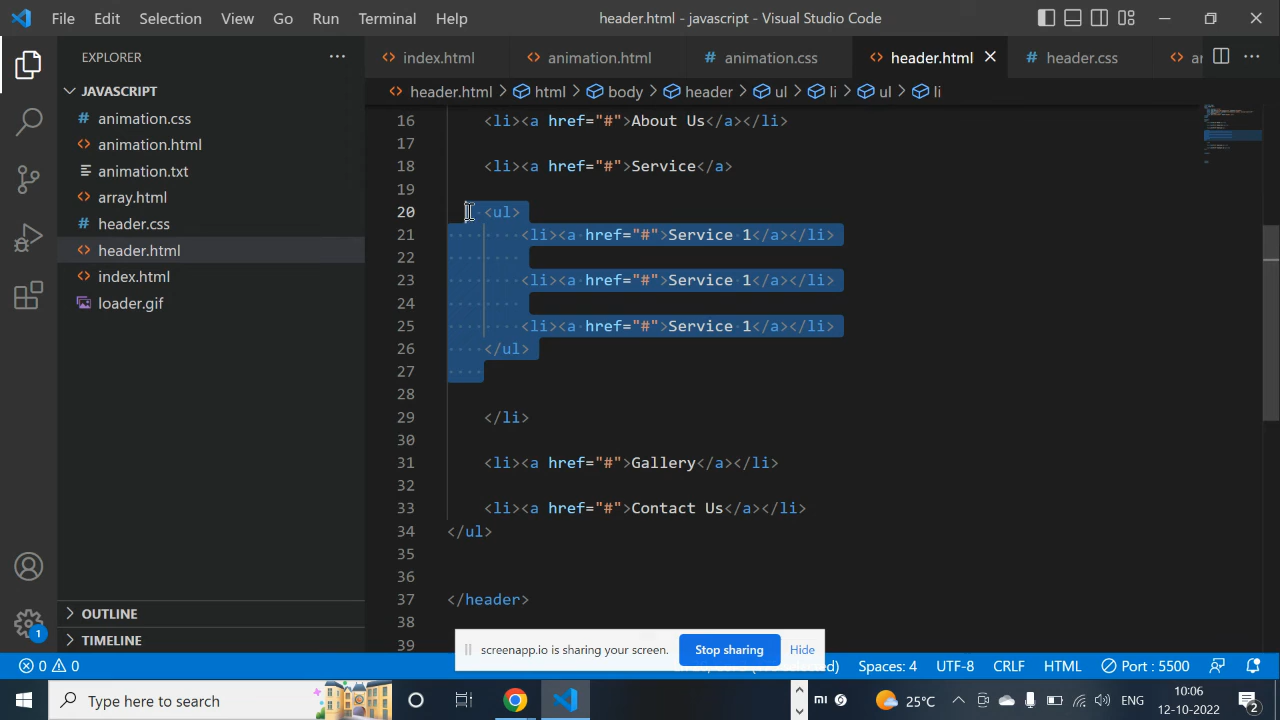 File Edit Selection View Go Run Terminal Help header.html - javascript - Visual Studio Code
EXPLORER
index.html animation.html animation.css header.html header.css
JAVASCRIPT
header.html html body header ul li ul li
animation.css
animation.html
animation.txt
array.html
header.css
header.html
index.html
loader.gif
OUTLINE
TIMELINE
16 <li><a href="#">About Us</a></li>
17
18 <li><a href="#">Service</a>
19
20 <ul>
21 <li><a href="#">Service 1</a></li>
22
23 <li><a href="#">Service 1</a></li>
24
25 <li><a href="#">Service 1</a></li>
26 </ul>
27
28
29 </li>
30
31 <li><a href="#">Gallery</a></li>
32
33 <li><a href="#">Contact Us</a></li>
34 </ul>
35
36
37 </header>
38
39
screenapp.io is sharing your screen. Stop sharing Hide
1
0 0 Spaces: 4 UTF-8 CRLF HTML Port : 5500
Type here to search
25°C ENG
10:06
12-10-2022
2